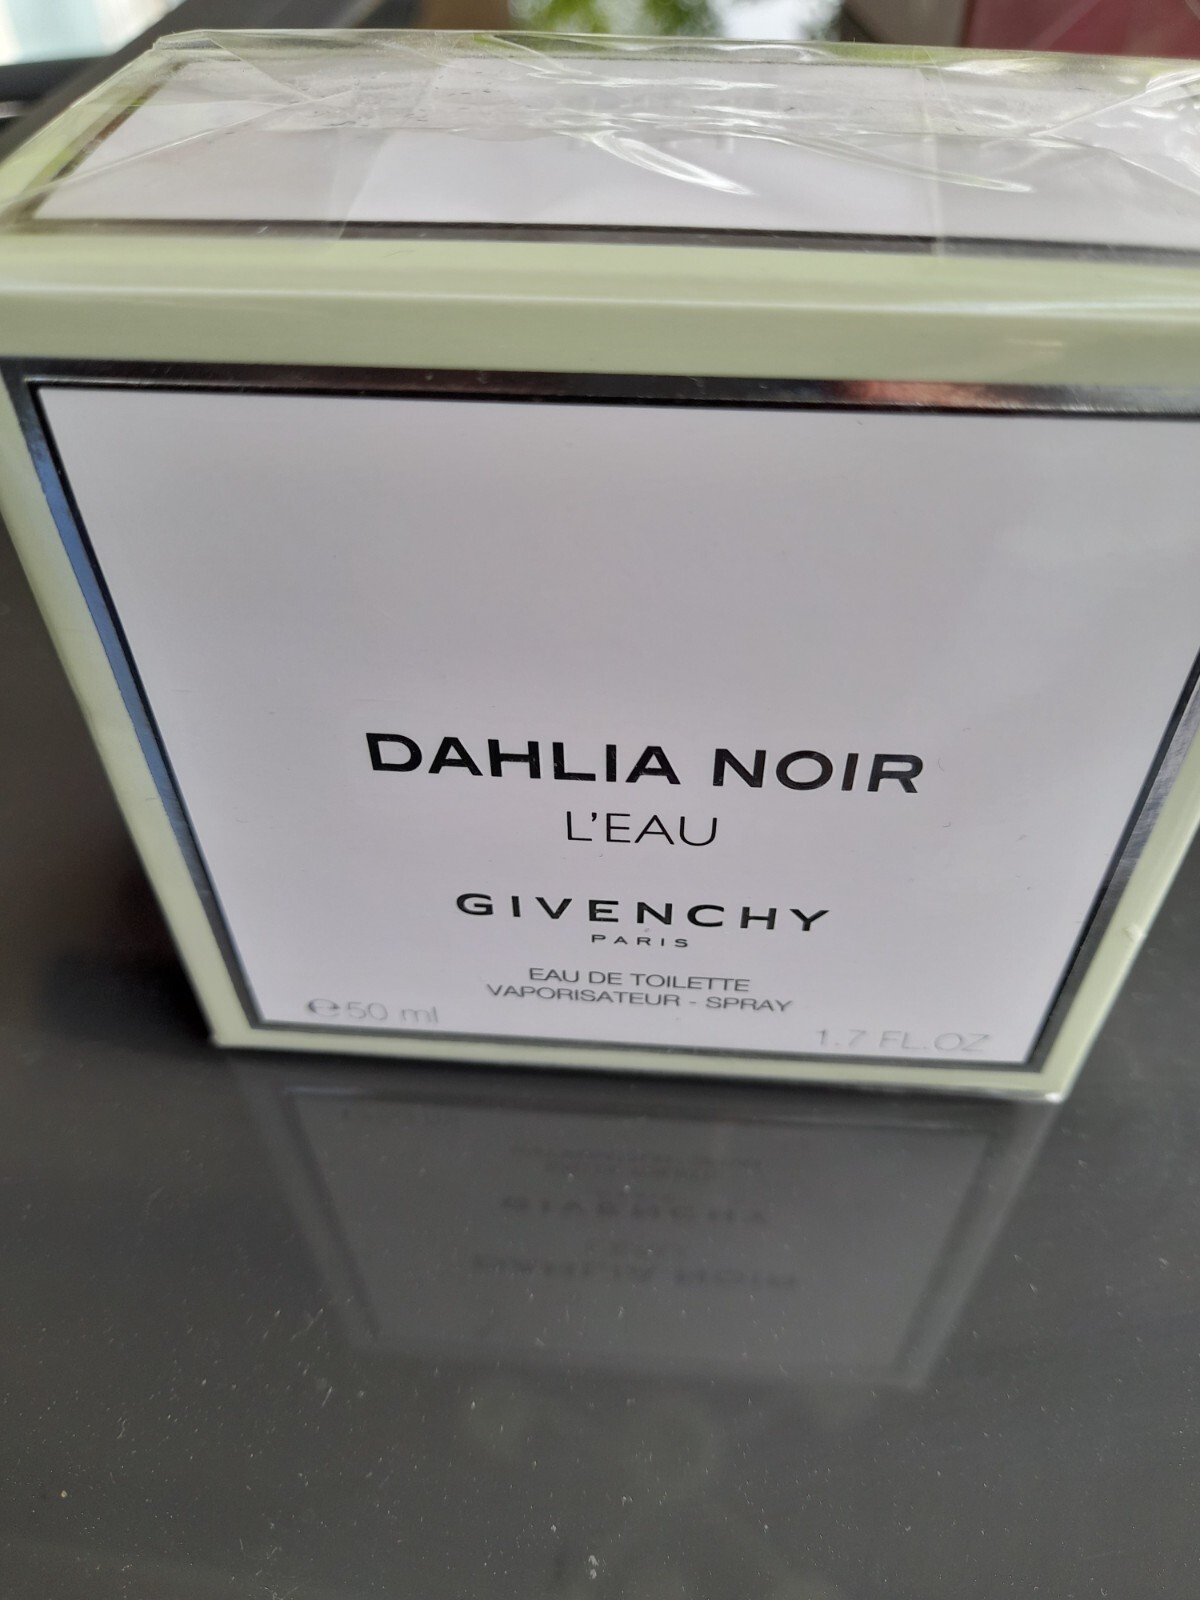 DAHLIA NOIR
L'EAU
GIVENCHY
PARIS
EAU DE TOILETTE
VAPORISATEUR - SPRAY
℮50 ml
1.7 FL.OZ